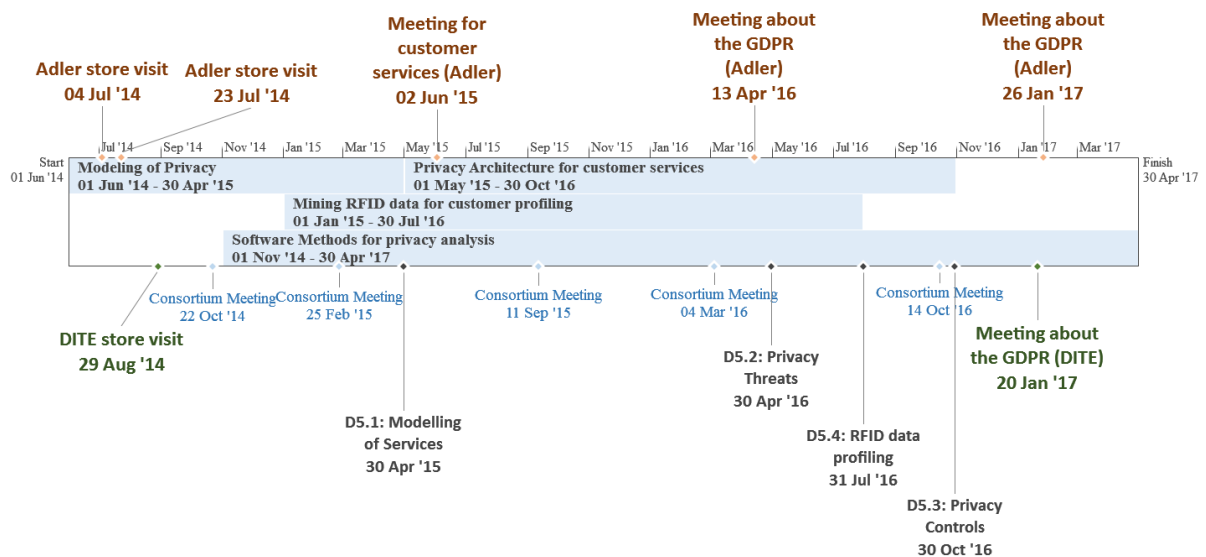 Adler store visit
04 Jul '14
Adler store visit
23 Jul '14
Meeting for
customer
services (Adler)
02 Jun '15
Meeting about
the GDPR
(Adler)
13 Apr '16
Meeting about
the GDPR
(Adler)
26 Jan '17
Jul '14
Sep '14
Nov '14
Jan '15
Mar '15
May '15
Jul '15
Sep '15
Nov '15
Jan '16
Mar '16
May '16
Jul '16
Sep '16
Nov '16
Jan '17
Mar '17
Start
01 Jun '14
Finish
30 Apr '17
Modeling of Privacy
01 Jun '14 - 30 Apr '15
Privacy Architecture for customer services
01 May '15 - 30 Oct '16
Mining RFID data for customer profiling
01 Jan '15 - 30 Jul '16
Software Methods for privacy analysis
01 Nov '14 - 30 Apr '17
Consortium Meeting
22 Oct '14
Consortium Meeting
25 Feb '15
Consortium Meeting
11 Sep '15
Consortium Meeting
04 Mar '16
Consortium Meeting
14 Oct '16
DITE store visit
29 Aug '14
Meeting about
the GDPR (DITE)
20 Jan '17
D5.2: Privacy
Threats
30 Apr '16
D5.1: Modelling
of Services
30 Apr '15
D5.4: RFID data
profiling
31 Jul '16
D5.3: Privacy
Controls
30 Oct '16